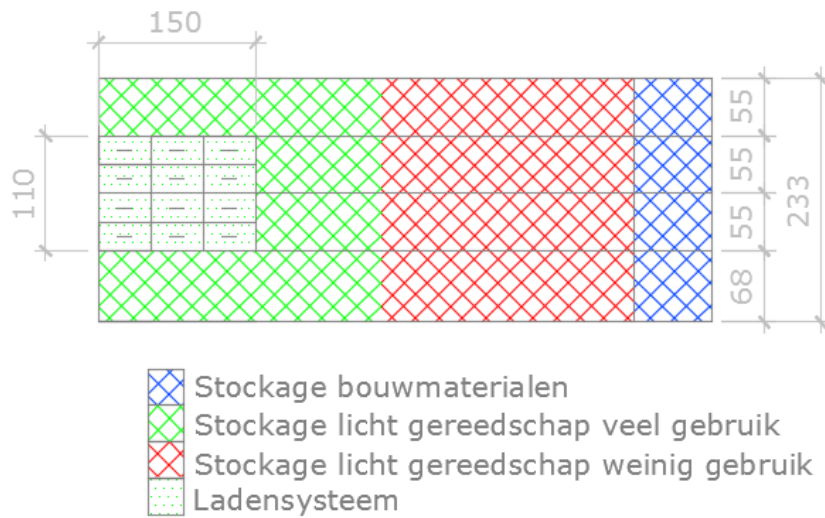 150
55
55
55
68
233
110
Stockage bouwmaterialen
Stockage licht gereedschap veel gebruik
Stockage licht gereedschap weinig gebruik
Ladensysteem